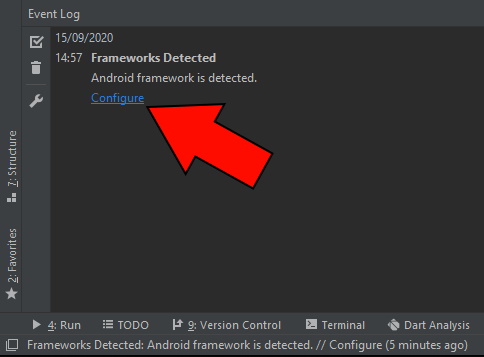 Event Log
15/09/2020
14:57 Frameworks Detected
Android framework is detected.
Configure
7: Structure
2: Favorites
4: Run TODO 9: Version Control Terminal Dart Analysis
Frameworks Detected: Android framework is detected. // Configure (5 minutes ago)